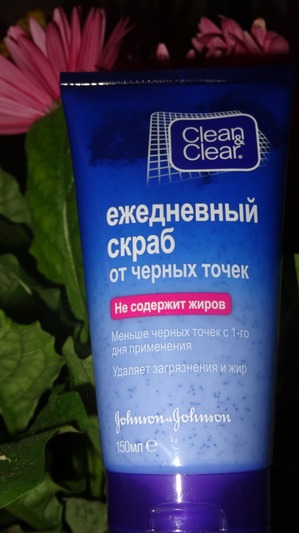 Clean &
Clear®
ежедневный
скраб
от черных точек
Не содержит жиров
Меньше черных точек с 1-го
дня применения
Удаляет загрязнения и жир
Johnson & Johnson
150мл ℮